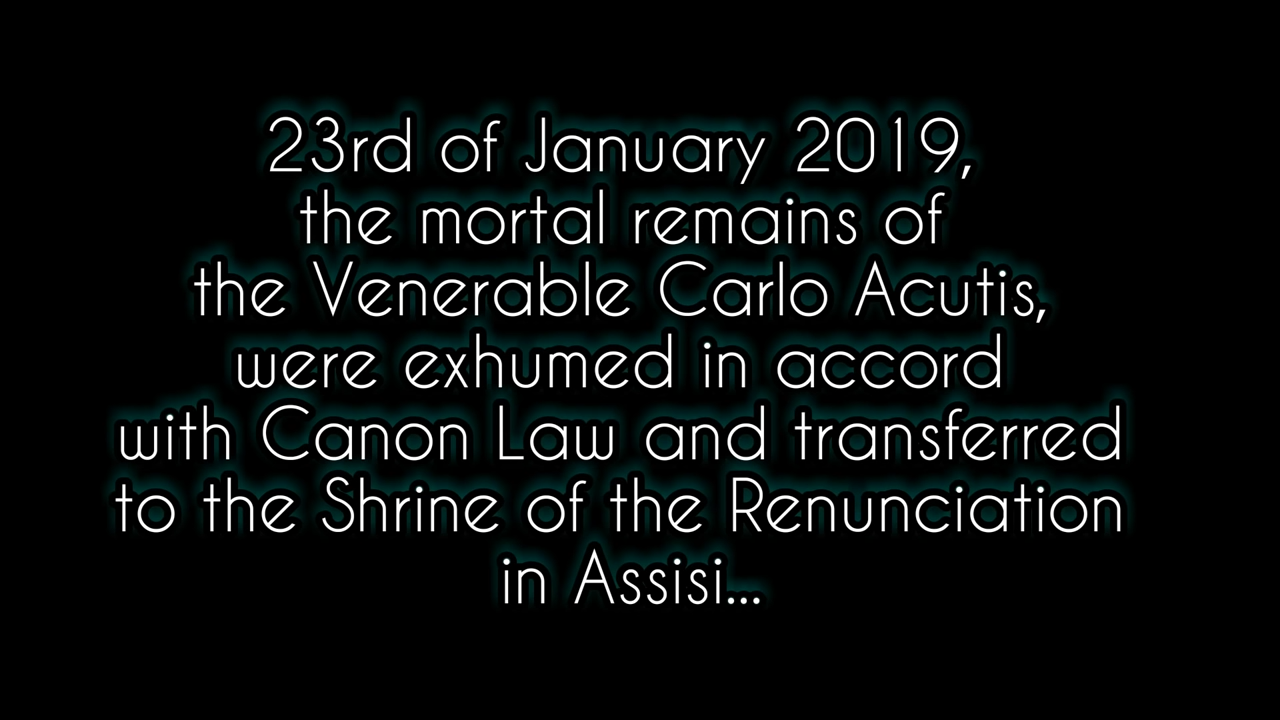 23rd of January 2019,
the mortal remains of
the Venerable Carlo Acutis,
were exhumed in accord
with Canon Law and transferred
to the Shrine of the Renunciation
in Assisi...